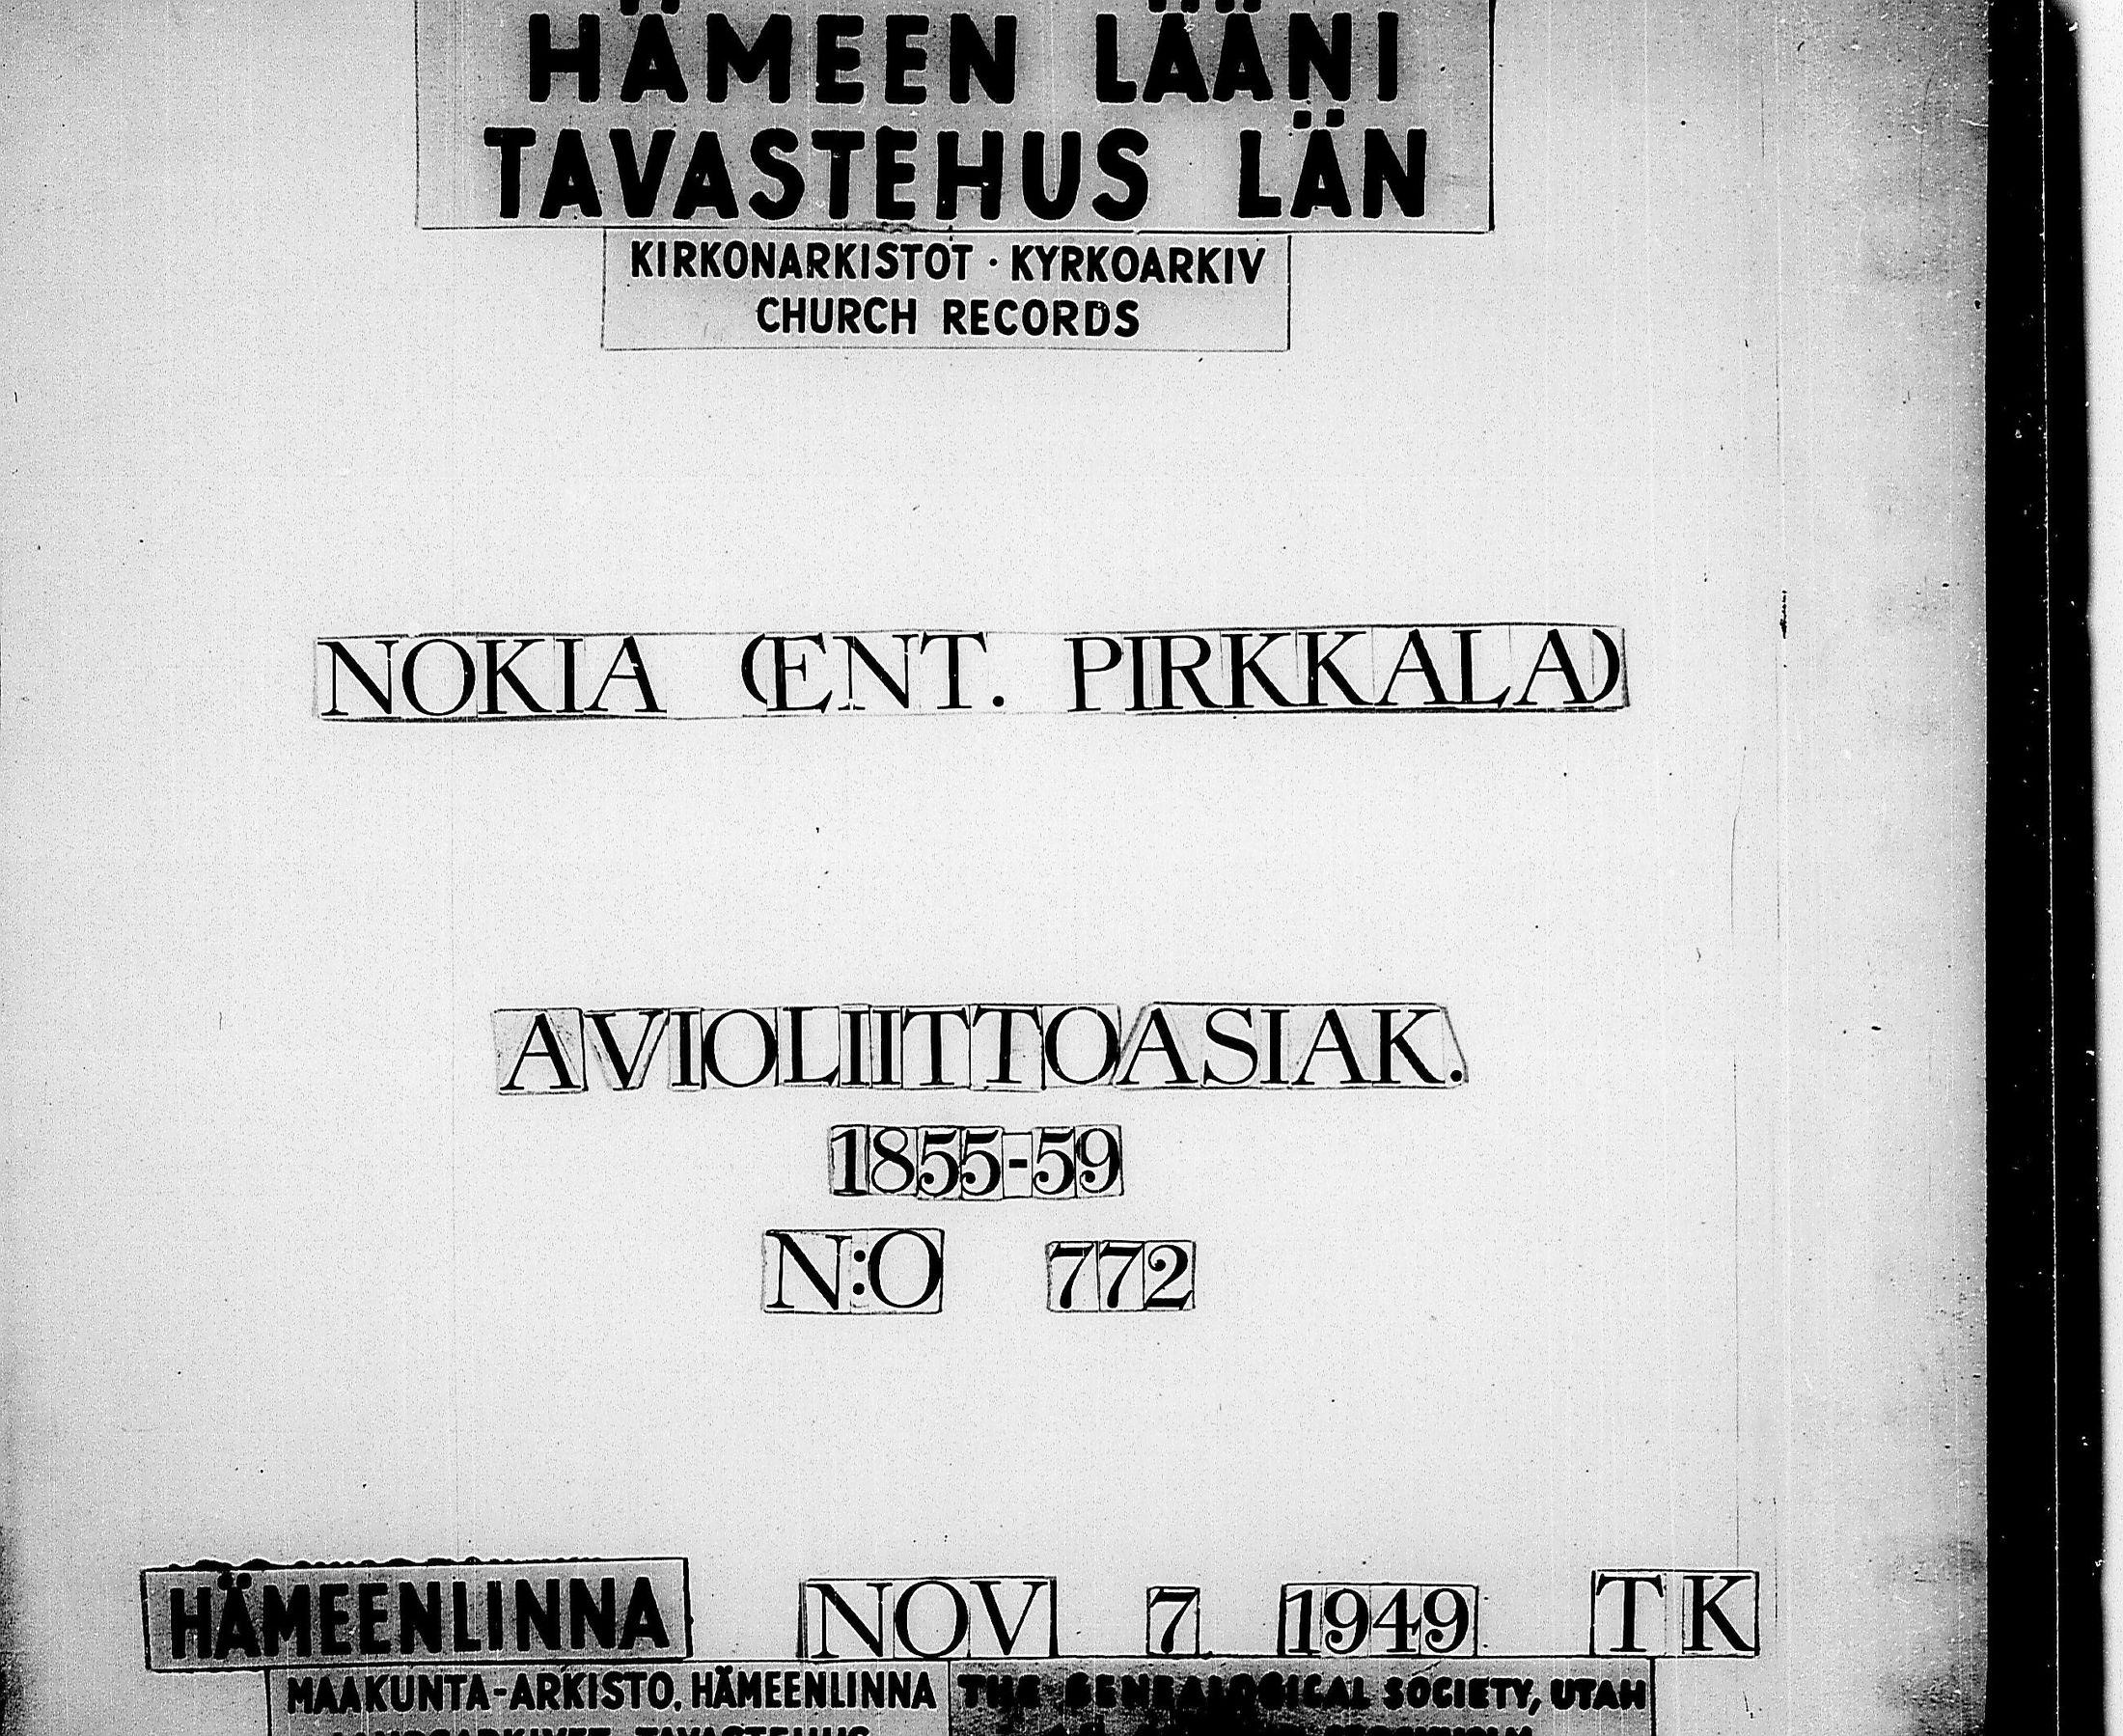 HÄMEEN LÄÄNI
TAVASTEHUS LÄN
KIRKONARKISTOT · KYRKOARKIV
CHURCH RECORDS
NOKIA (ENT. PIRKKALA)
AVIOLIITTOASIAK.
1855-59
N:O 772
HÄMEENLINNA NOV 7 1949 TK
MAAKUNTA-ARKISTO, HÄMEENLINNA THE GENEALOGICAL SOCIETY, UTAH